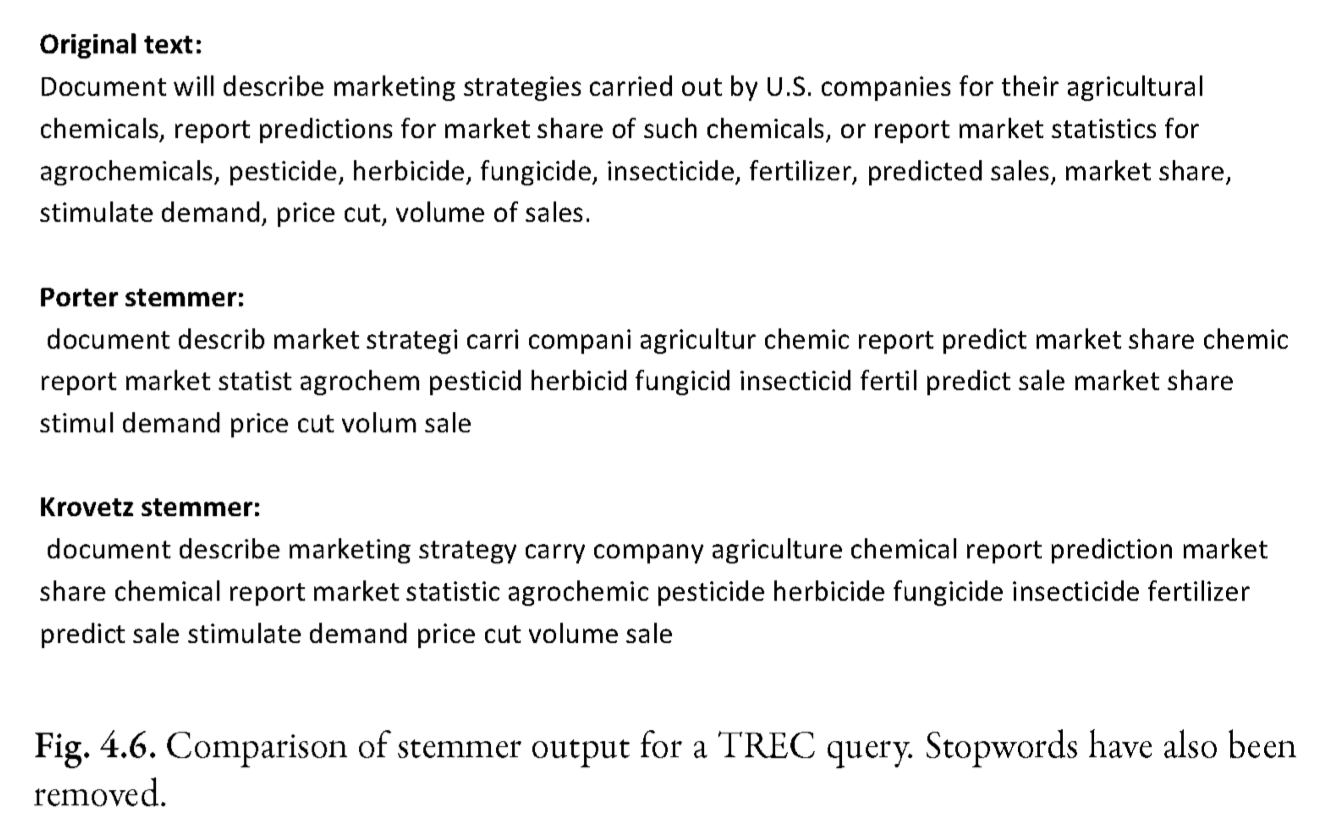 Original text:
Document will describe marketing strategies carried out by U.S. companies for their agricultural
chemicals, report predictions for market share of such chemicals, or report market statistics for
agrochemicals, pesticide, herbicide, fungicide, insecticide, fertilizer, predicted sales, market share,
stimulate demand, price cut, volume of sales.
Porter stemmer:
document describ market strategi carri compani agricultur chemic report predict market share chemic
report market statist agrochem pesticid herbicid fungicid insecticid fertil predict sale market share
stimul demand price cut volum sale
Krovetz stemmer:
document describe marketing strategy carry company agriculture chemical report prediction market
share chemical report market statistic agrochemic pesticide herbicide fungicide insecticide fertilizer
predict sale stimulate demand price cut volume sale
Fig. 4.6. Comparison of stemmer output for a TREC query. Stopwords have also been
removed.